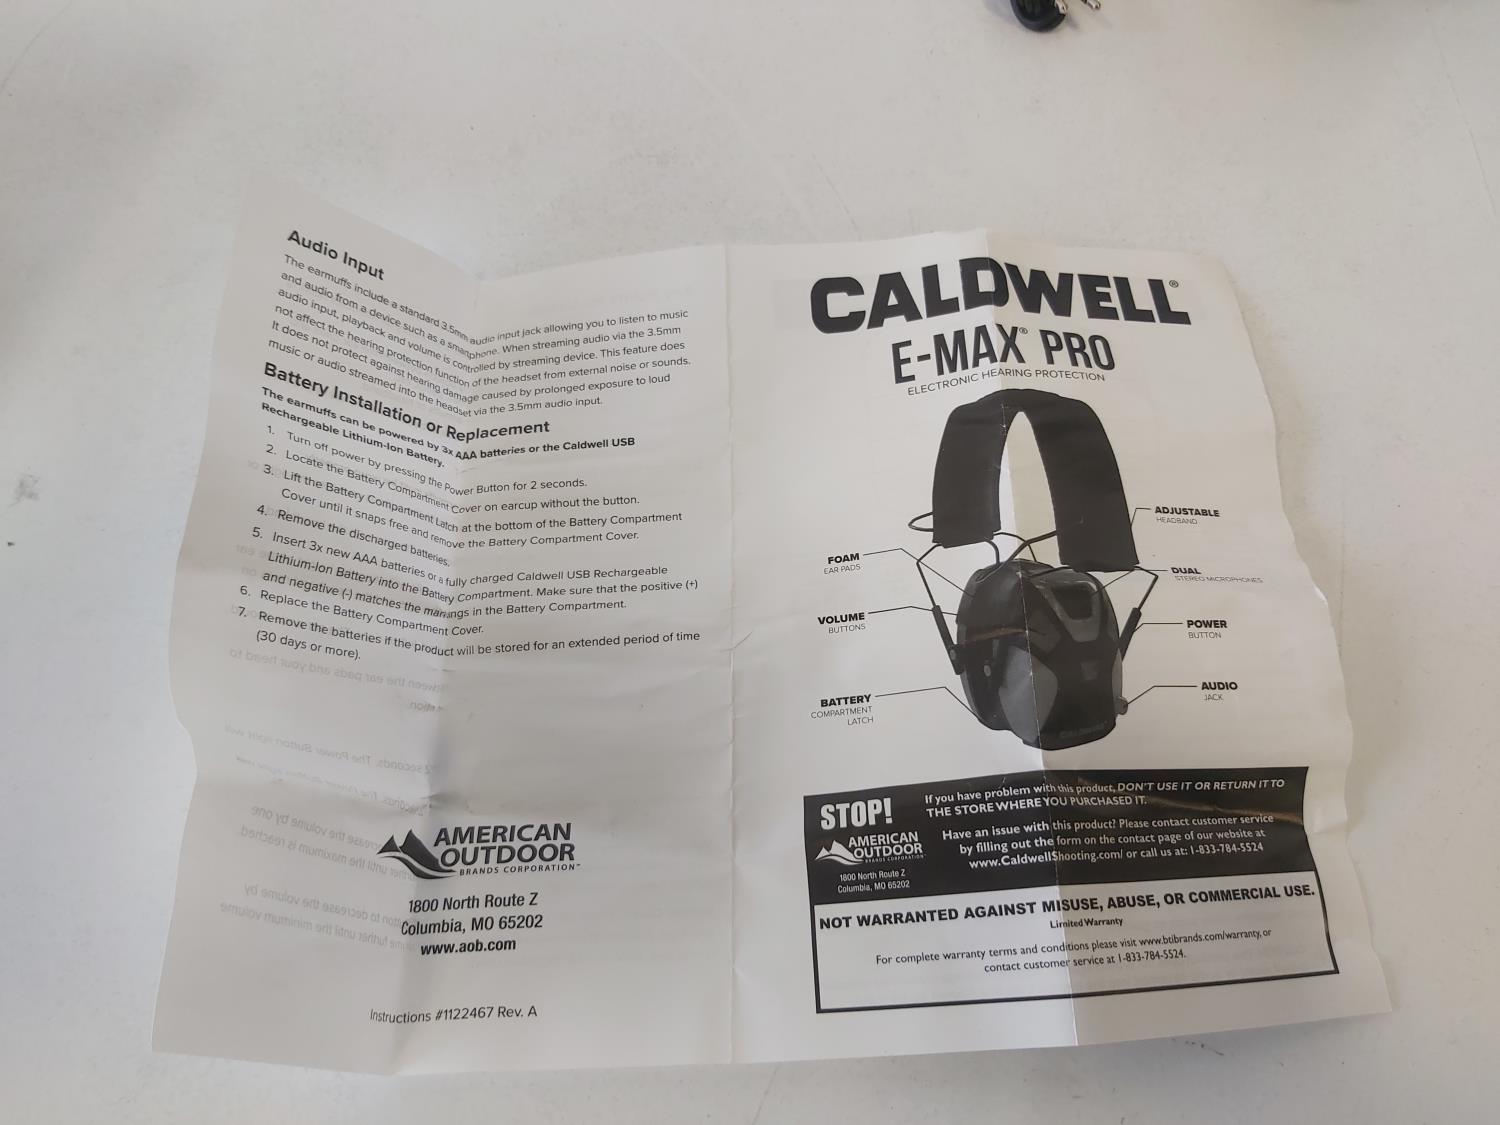 Audio Input
The earmuffs include a standard 3.5mm audio input jack allowing you to listen to music
and audio from a device such as a smartphone. When streaming audio via the 3.5mm
audio input, playback and volume is controlled by streaming device. This feature does
not affect the hearing protection function of the headset from external noise or sounds.
It does not protect against hearing damage caused by prolonged exposure to loud
music or audio streamed into the headset via the 3.5mm audio input.
Battery Installation or Replacement
The earmuffs can be powered by 3x AAA batteries or the Caldwell USB
Rechargeable Lithium-Ion Battery.
1. Turn off power by pressing the Power Button for 2 seconds.
2. Locate the Battery Compartment Cover on earcup without the button.
3. Lift the Battery Compartment Latch at the bottom of the Battery Compartment
Cover until it snaps free and remove the Battery Compartment Cover.
4. Remove the discharged batteries.
5. Insert 3x new AAA batteries or a fully charged Caldwell USB Rechargeable
Lithium-Ion Battery into the Battery Compartment. Make sure that the positive (+)
and negative (-) matches the markings in the Battery Compartment.
6. Replace the Battery Compartment Cover.
7. Remove the batteries if the product will be stored for an extended period of time
(30 days or more).
AMERICAN
OUTDOOR
BRANDS CORPORATION™
1800 North Route Z
Columbia, MO 65202
www.aob.com
Instructions #1122467 Rev. A
CALDWELL®
E-MAX® PRO
ELECTRONIC HEARING PROTECTION
ADJUSTABLE
HEADBAND
FOAM
EAR PADS
DUAL
STEREO MICROPHONES
VOLUME
BUTTONS
POWER
BUTTON
BATTERY
COMPARTMENT
LATCH
AUDIO
JACK
STOP!
AMERICAN
OUTDOOR
BRANDS CORPORATION™
1800 North Route Z
Columbia, MO 65202
If you have problem with this product, DON'T USE IT OR RETURN IT TO
THE STORE WHERE YOU PURCHASED IT.
Have an issue with this product? Please contact customer service
by filling out the form on the contact page of our website at
www.CaldwellShooting.com/ or call us at: 1-833-784-5524
NOT WARRANTED AGAINST MISUSE, ABUSE, OR COMMERCIAL USE.
Limited Warranty
For complete warranty terms and conditions please visit www.btibrands.com/warranty, or
contact customer service at 1-833-784-5524.